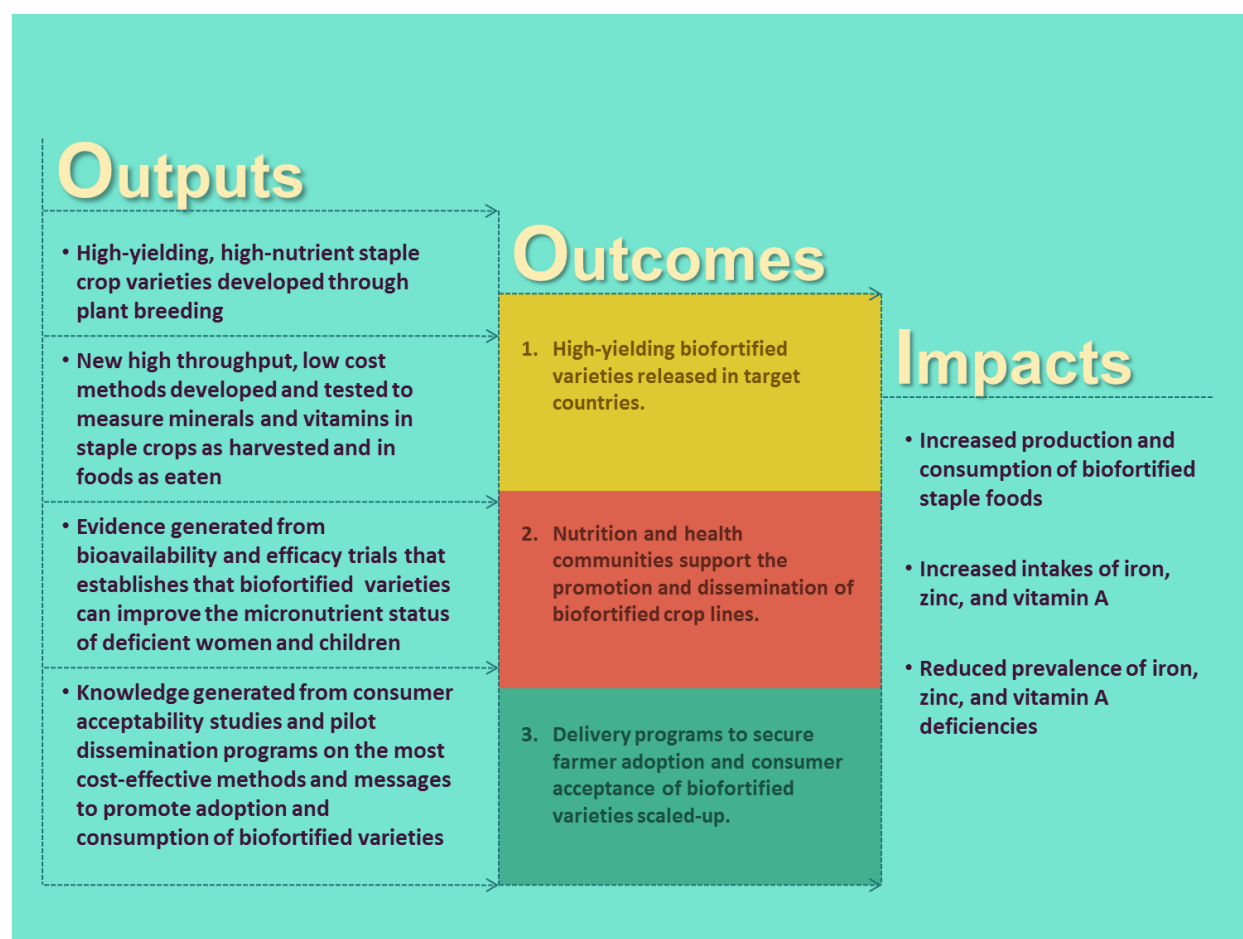 Outputs
• High-yielding, high-nutrient staple
crop varieties developed through
plant breeding
• New high throughput, low cost
methods developed and tested to
measure minerals and vitamins in
staple crops as harvested and in
foods as eaten
• Evidence generated from
bioavailability and efficacy trials that
establishes that biofortified varieties
can improve the micronutrient status
of deficient women and children
• Knowledge generated from consumer
acceptability studies and pilot
dissemination programs on the most
cost-effective methods and messages
to promote adoption and
consumption of biofortified varieties
Outcomes
1. High-yielding biofortified
varieties released in target
countries.
2. Nutrition and health
communities support the
promotion and dissemination of
biofortified crop lines.
3. Delivery programs to secure
farmer adoption and consumer
acceptance of biofortified
varieties scaled-up.
Impacts
• Increased production and
consumption of biofortified
staple foods
• Increased intakes of iron,
zinc, and vitamin A
• Reduced prevalence of iron,
zinc, and vitamin A
deficiencies